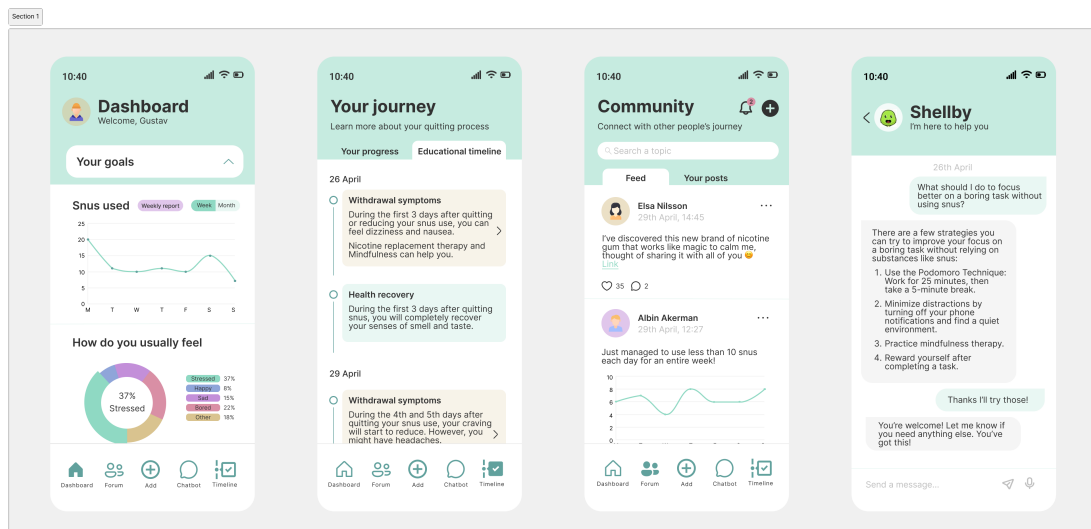 Section 1
10:40
Dashboard
Welcome, Gustav
Your goals
Snus used
Weekly report
Week
Month
25
20
15
10
5
0
M T W T F S S
How do you usually feel
37%
Stressed
Stressed 37%
Happy 8%
Sad 15%
Bored 22%
Other 18%
Dashboard
Forum
Add
Chatbot
Timeline
10:40
Your journey
Learn more about your quitting process
Your progress
Educational timeline
26 April
Withdrawal symptoms
During the first 3 days after quitting
or reducing your snus use, you can
feel dizziness and nausea.
Nicotine replacement therapy and
Mindfulness can help you.
Health recovery
During the first 3 days after quitting
snus, you will completely recover
your senses of smell and taste.
29 April
Withdrawal symptoms
During the 4th and 5th days after
quitting your snus use, your craving
will start to reduce. However, you
might have headaches.
Dashboard
Forum
Add
Chatbot
Timeline
10:40
Community
2
Connect with other people's journey
Search a topic
Feed
Your posts
Elsa Nilsson
29th April, 14:45
I've discovered this new brand of nicotine
gum that works like magic to calm me,
thought of sharing it with all of you 😊
Link
35
2
Albin Akerman
29th April, 12:27
Just managed to use less than 10 snus
each day for an entire week!
10
8
6
4
2
0
Dashboard
Forum
Add
Chatbot
Timeline
10:40
Shellby
I'm here to help you
26th April
What should I do to focus
better on a boring task without
using snus?
There are a few strategies you
can try to improve your focus on
a boring task without relying on
substances like snus:
1. Use the Podomoro Technique:
Work for 25 minutes, then
take a 5-minute break.
2. Minimize distractions by
turning off your phone
notifications and find a quiet
environment.
3. Practice mindfulness therapy.
4. Reward yourself after
completing a task.
Thanks I'll try those!
You're welcome! Let me know if
you need anything else. You've
got this!
Send a message...